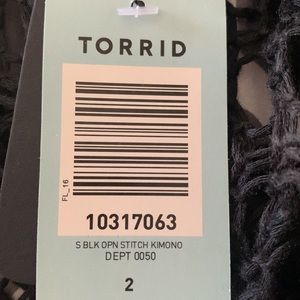 TORRID
FL_16
10317063
S BLK OPN STITCH KIMONO
DEPT 0050
2